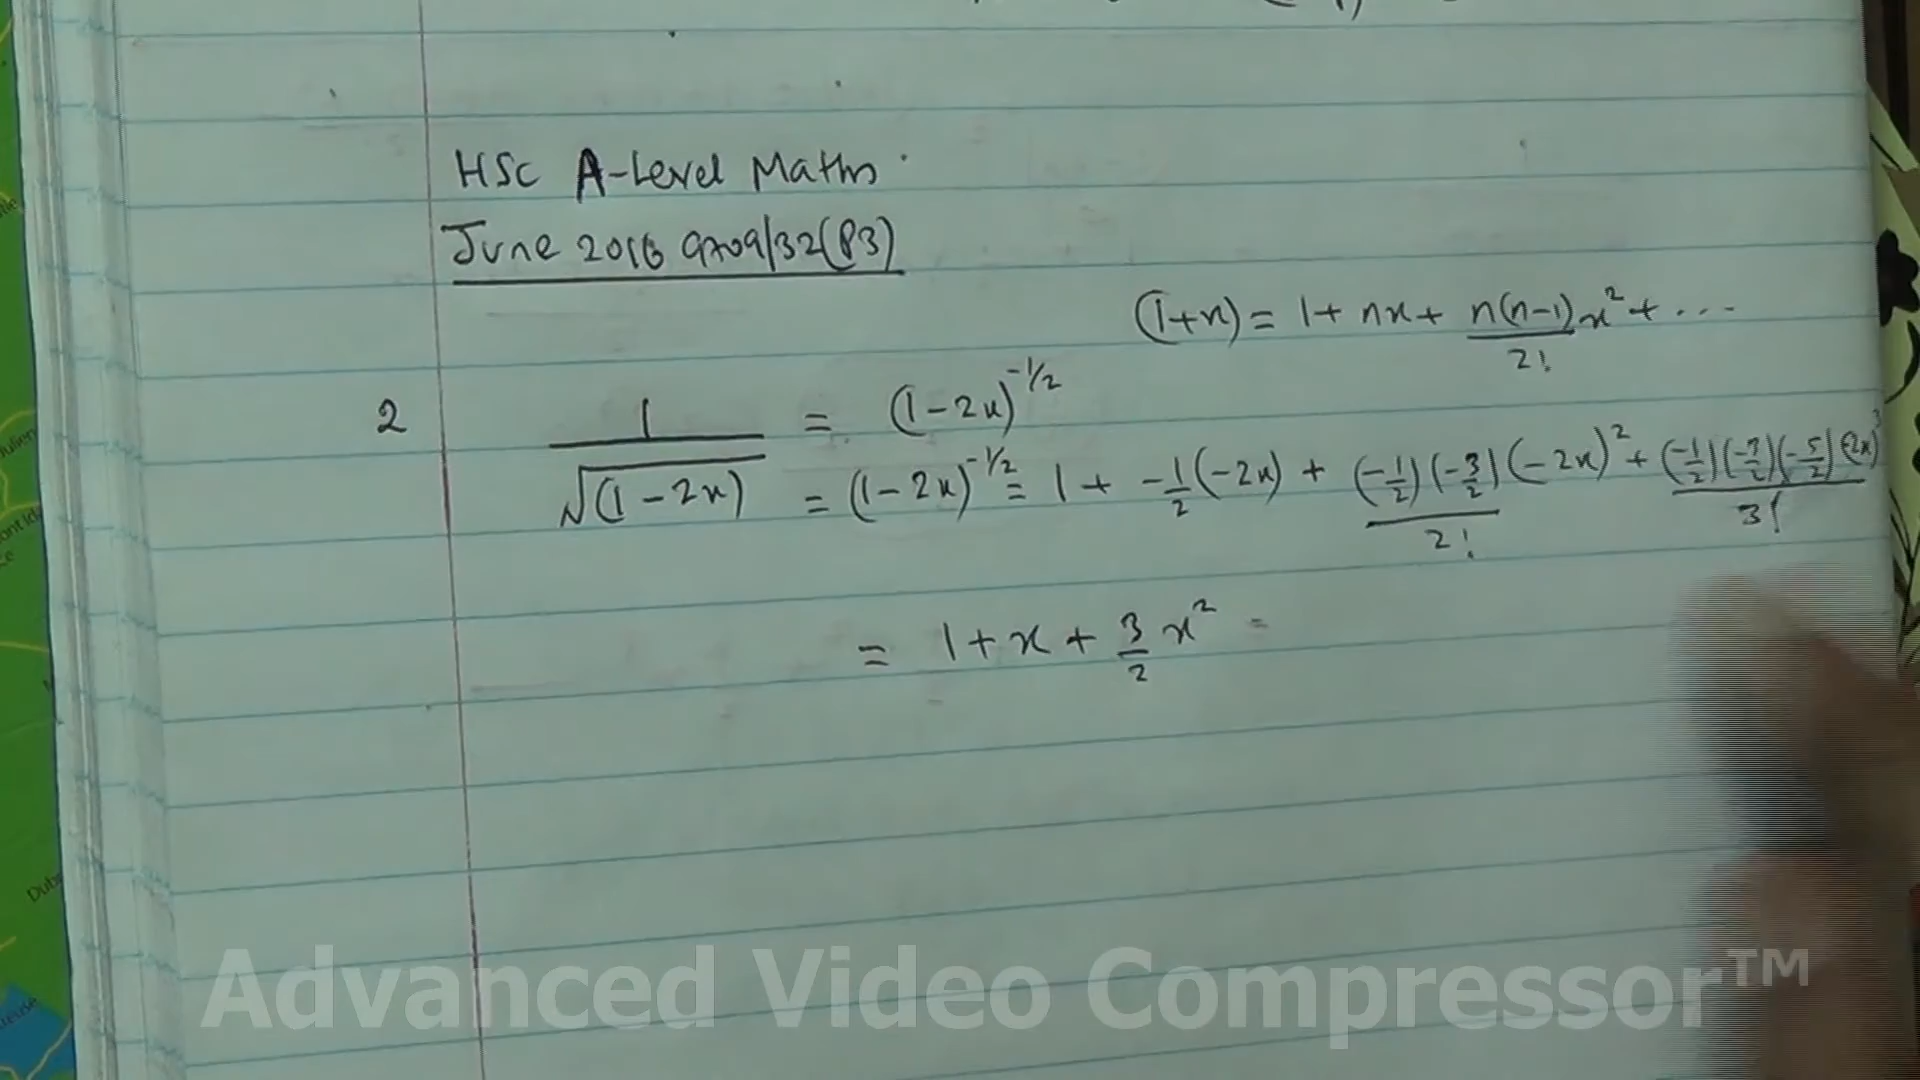 HSC A-Level Maths
June 2016 9709/32(P3)
(1+x) = 1 + nx + n(n-1)x² + ...
2!
2
1/√(1-2x) = (1-2x)^-1/2
= (1-2x)^-1/2 = 1 + -1/2(-2x) + (-1/2)(-3/2)(-2x)²/2! + (-1/2)(-3/2)(-5/2)(-2x)³/3!
= 1 + x + 3/2 x²
Advanced Video Compressor™